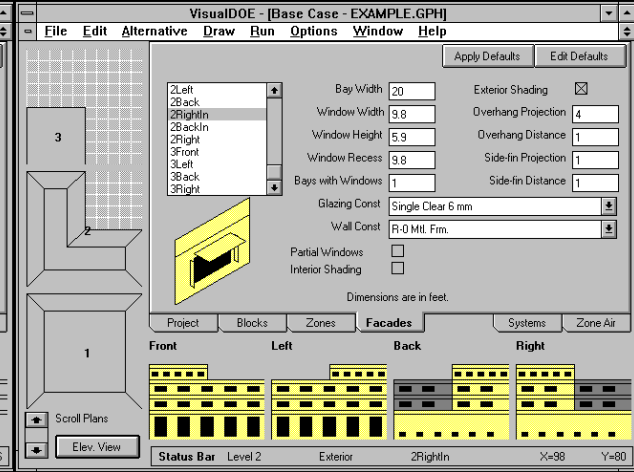 VisualDOE - [Base Case - EXAMPLE.GPH]
File Edit Alternative Draw Run Options Window Help
Apply Defaults Edit Defaults
2Left
2Back
2RightIn
2BackIn
2Right
3Front
3Left
3Back
3Right
Bay Width 20
Window Width 9.8
Window Height 5.9
Window Recess 9.8
Bays with Windows 1
Exterior Shading
Overhang Projection 4
Overhang Distance 1
Side-fin Projection 1
Side-fin Distance 1
Glazing Const Single Clear 6 mm
Wall Const R-0 Mtl. Frm.
Partial Windows
Interior Shading
Dimensions are in feet.
3
2
1
Project Blocks Zones Facades Systems Zone Air
Front Left Back Right
Scroll Plans
Elev. View
Status Bar Level 2 Exterior 2RightIn X=98 Y=80